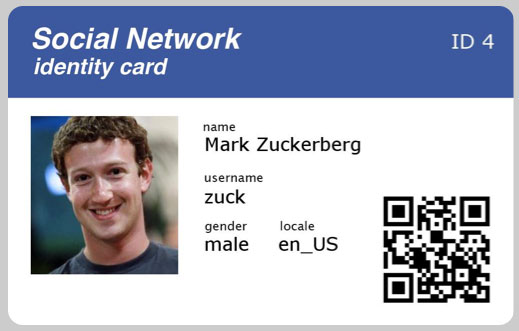 Social Network
identity card
ID 4
name
Mark Zuckerberg
username
zuck
gender locale
male en_US